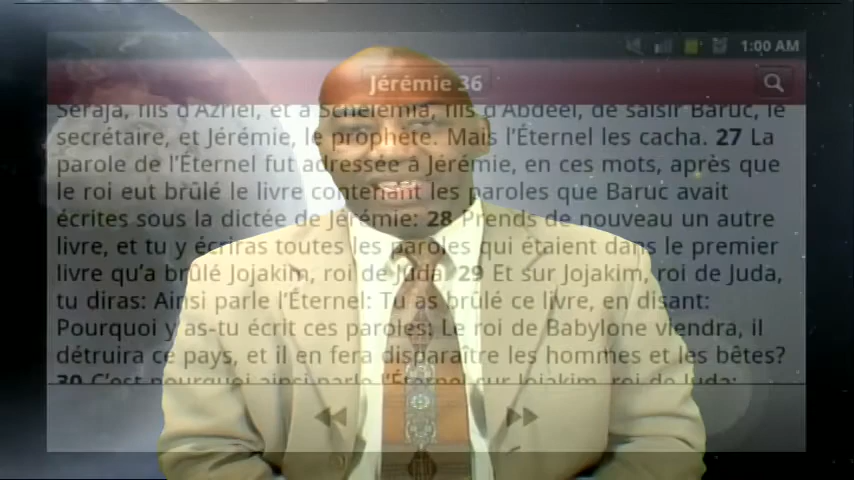 1:00 AM
Jérémie 36
Seraja, fils d'Azriel, et à Schélémia, fils d'Abdeel, de saisir Baruc, le
secrétaire, et Jérémie, le prophète. Mais l'Éternel les cacha. 27 La
parole de l'Éternel fut adressée à Jérémie, en ces mots, après que
le roi eut brûlé le livre contenant les paroles que Baruc avait
écrites sous la dictée de Jérémie: 28 Prends de nouveau un autre
livre, et tu y écriras toutes les paroles qui étaient dans le premier
livre qu'a brûlé Jojakim, roi de Juda. 29 Et sur Jojakim, roi de Juda,
tu diras: Ainsi parle l'Éternel: Tu as brûlé ce livre, en disant:
Pourquoi y as-tu écrit ces paroles: Le roi de Babylone viendra, il
détruira ce pays, et il en fera disparaître les hommes et les bêtes?
30 C'est pourquoi ainsi parle l'Éternel sur Jojakim, roi de Juda: